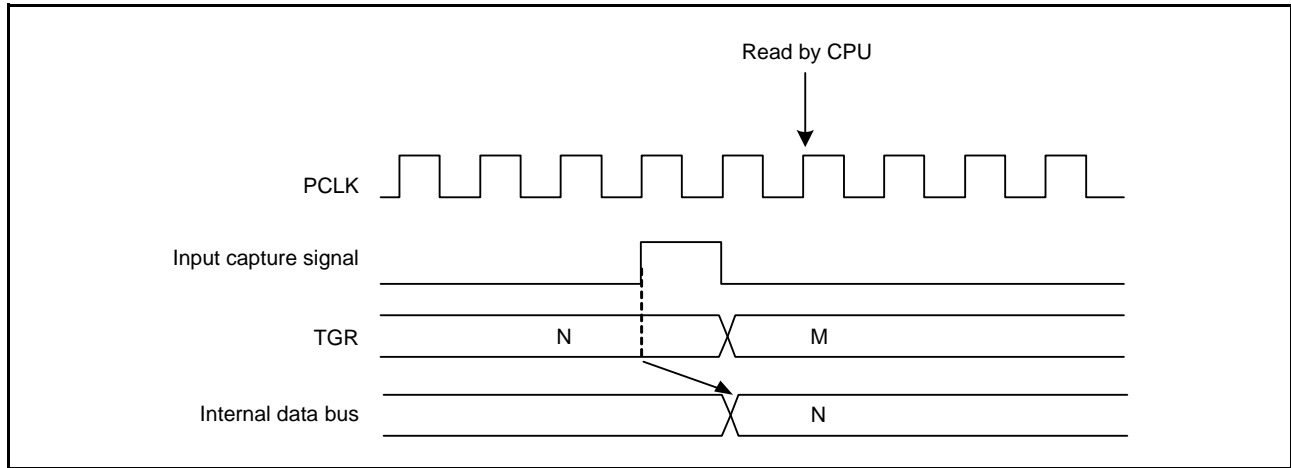 Read by CPU
PCLK
Input capture signal
TGR
N
M
Internal data bus
N